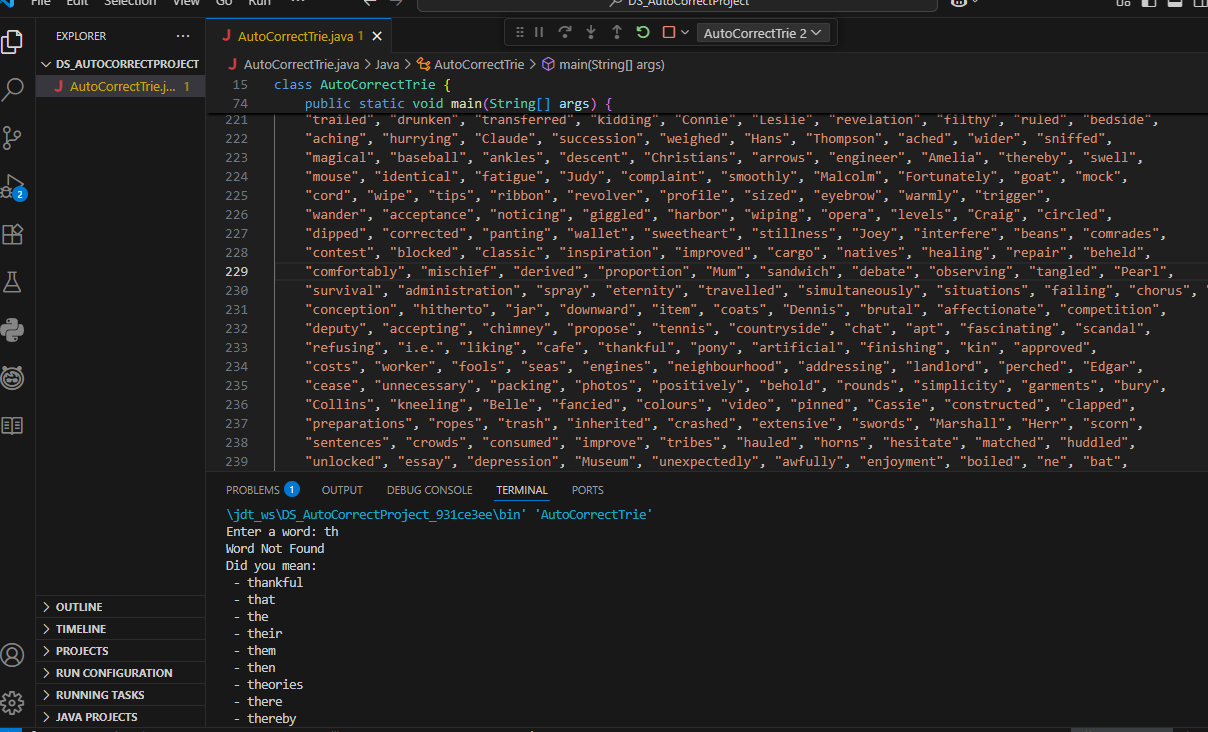 File Edit Selection View Go Run ···
DS_AutoCorrectProject
EXPLORER ···
DS_AUTOCORRECTPROJECT
J AutoCorrectTrie.j... 1
2
OUTLINE
TIMELINE
PROJECTS
RUN CONFIGURATION
RUNNING TASKS
JAVA PROJECTS
J AutoCorrectTrie.java 1 ×
AutoCorrectTrie 2
J AutoCorrectTrie.java > Java > AutoCorrectTrie > main(String[] args)
15 class AutoCorrectTrie {
74 public static void main(String[] args) {
221 "trailed", "drunken", "transferred", "kidding", "Connie", "Leslie", "revelation", "filthy", "ruled", "bedside",
222 "aching", "hurrying", "Claude", "succession", "weighed", "Hans", "Thompson", "ached", "wider", "sniffed",
223 "magical", "baseball", "ankles", "descent", "Christians", "arrows", "engineer", "Amelia", "thereby", "swell",
224 "mouse", "identical", "fatigue", "Judy", "complaint", "smoothly", "Malcolm", "Fortunately", "goat", "mock",
225 "cord", "wipe", "tips", "ribbon", "revolver", "profile", "sized", "eyebrow", "warmly", "trigger",
226 "wander", "acceptance", "noticing", "giggled", "harbor", "wiping", "opera", "levels", "Craig", "circled",
227 "dipped", "corrected", "panting", "wallet", "sweetheart", "stillness", "Joey", "interfere", "beans", "comrades",
228 "contest", "blocked", "classic", "inspiration", "improved", "cargo", "natives", "healing", "repair", "beheld",
229 "comfortably", "mischief", "derived", "proportion", "Mum", "sandwich", "debate", "observing", "tangled", "Pearl",
230 "survival", "administration", "spray", "eternity", "travelled", "simultaneously", "situations", "failing", "chorus", "
231 "conception", "hitherto", "jar", "downward", "item", "coats", "Dennis", "brutal", "affectionate", "competition",
232 "deputy", "accepting", "chimney", "propose", "tennis", "countryside", "chat", "apt", "fascinating", "scandal",
233 "refusing", "i.e.", "liking", "cafe", "thankful", "pony", "artificial", "finishing", "kin", "approved",
234 "costs", "worker", "fools", "seas", "engines", "neighbourhood", "addressing", "landlord", "perched", "Edgar",
235 "cease", "unnecessary", "packing", "photos", "positively", "behold", "rounds", "simplicity", "garments", "bury",
236 "Collins", "kneeling", "Belle", "fancied", "colours", "video", "pinned", "Cassie", "constructed", "clapped",
237 "preparations", "ropes", "trash", "inherited", "crashed", "extensive", "swords", "Marshall", "Herr", "scorn",
238 "sentences", "crowds", "consumed", "improve", "tribes", "hauled", "horns", "hesitate", "matched", "huddled",
239 "unlocked", "essay", "depression", "Museum", "unexpectedly", "awfully", "enjoyment", "boiled", "ne", "bat",
PROBLEMS 1 OUTPUT DEBUG CONSOLE TERMINAL PORTS
\jdt_ws\DS_AutoCorrectProject_931ce3ee\bin' 'AutoCorrectTrie'
Enter a word: th
Word Not Found
Did you mean:
- thankful
- that
- the
- their
- them
- then
- theories
- there
- thereby